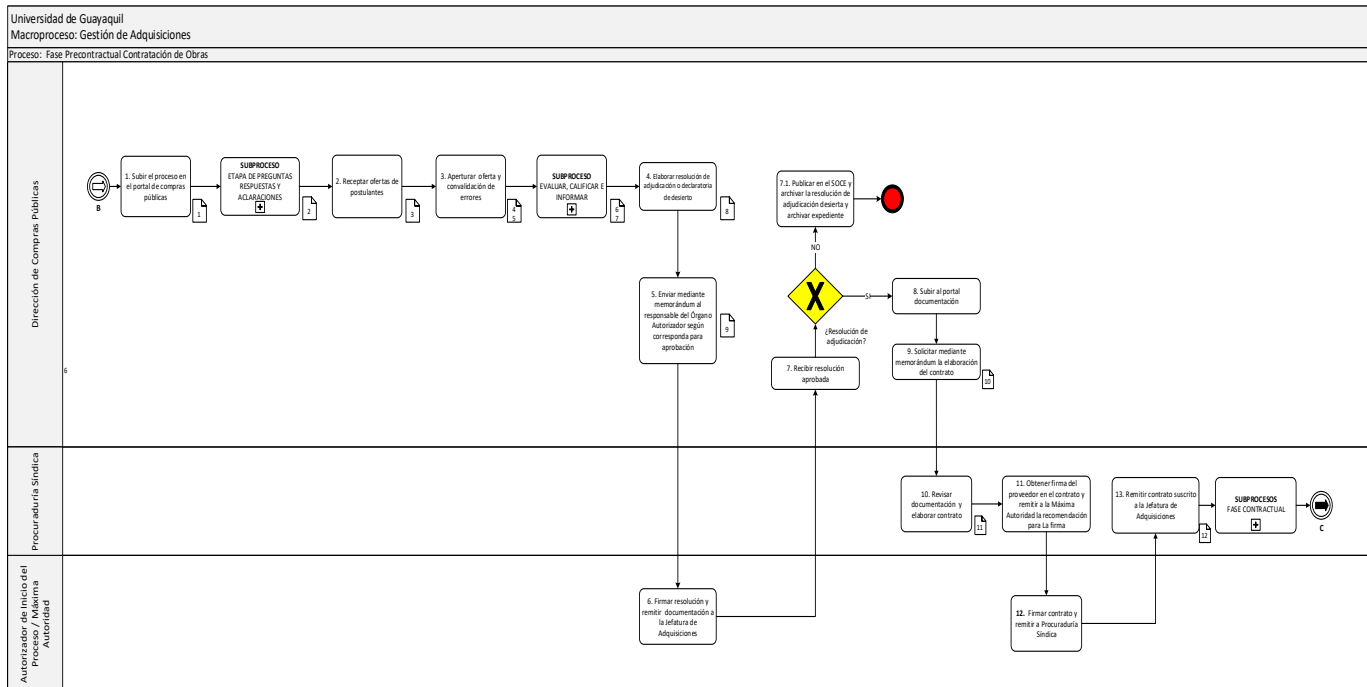 Universidad de Guayaquil
Macroproceso: Gestión de Adquisiciones
Proceso: Fase Precontractual Contratación de Obras
Dirección de Compras Públicas
B
1. Subir el proceso en
el portal de compras
públicas
1
SUBPROCESO
ETAPA DE PREGUNTAS
RESPUESTAS Y
ACLARACIONES
2
2. Receptar ofertas de
postulantes
3
3. Aperturar oferta y
convalidación de
errores
4
5
SUBPROCESO
EVALUAR, CALIFICAR E
INFORMAR
6
7
4. Elaborar resolución de
adjudicación o declaratoria
de desierto
8
5. Enviar mediante
memorándum al
responsable del Órgano
Autorizador según
corresponda para
aprobación
9
7.1. Publicar en el SOCE y
archivar la resolución de
adjudicación desierta y
archivar expediente
NO
X
SI
¿Resolución de
adjudicación?
7. Recibir resolución
aprobada
8. Subir al portal
documentación
9. Solicitar mediante
memorándum la elaboración
del contrato
10
6
Procuraduría Síndica
10. Revisar
documentación y
elaborar contrato
11
11. Obtener firma del
proveedor en el contrato y
remitir a la Máxima
Autoridad la recomendación
para La firma
13. Remitir contrato suscrito
a la Jefatura de
Adquisiciones
12
SUBPROCESOS
FASE CONTRACTUAL
C
Autorizador de Inicio del
Proceso / Máxima
Autoridad
6. Firmar resolución y
remitir documentación a
la Jefatura de
Adquisiciones
12. Firmar contrato y
remitir a Procuraduría
Síndica